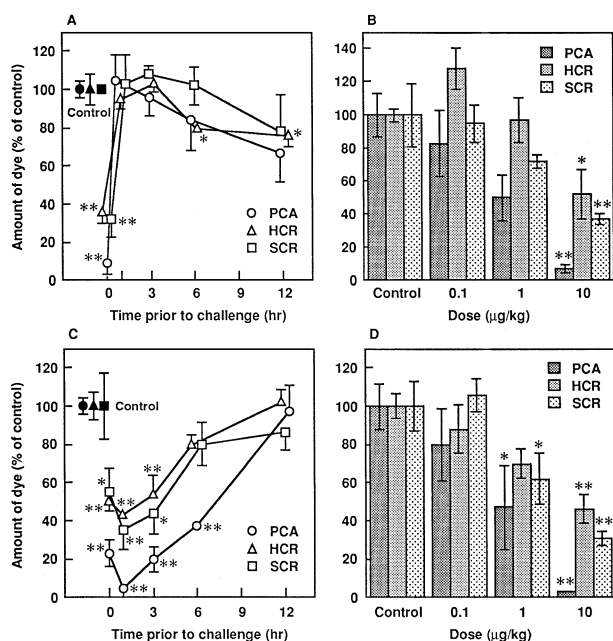 A
Amount of dye (% of control)
120
100
80
60
40
20
0
Control
**
**
**
*
*
PCA
HCR
SCR
0
3
6
9
12
Time prior to challenge (hr)
B
140
120
100
80
60
40
20
0
PCA
HCR
SCR
**
*
**
Control
0.1
1
10
Dose (µg/kg)
C
Amount of dye (% of control)
120
100
80
60
40
20
0
Control
*
**
**
**
**
**
**
*
**
**
PCA
HCR
SCR
0
3
6
9
12
Time prior to challenge (hr)
D
120
100
80
60
40
20
0
PCA
HCR
SCR
*
*
**
**
**
Control
0.1
1
10
Dose (µg/kg)